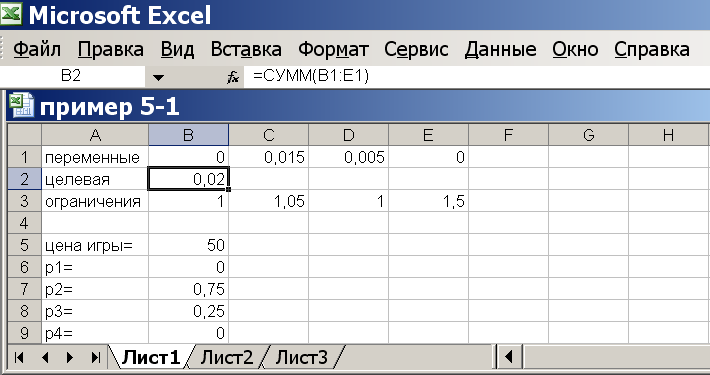 Microsoft Excel
Файл Правка Вид Вставка Формат Сервис Данные Окно Справка
B2 fx =СУММ(B1:E1)
пример 5-1
A B C D E F G H
1 переменные 0 0,015 0,005 0
2 целевая 0,02
3 ограничения 1 1,05 1 1,5
4
5 цена игры= 50
6 p1= 0
7 p2= 0,75
8 p3= 0,25
9 p4= 0
Лист1 Лист2 Лист3